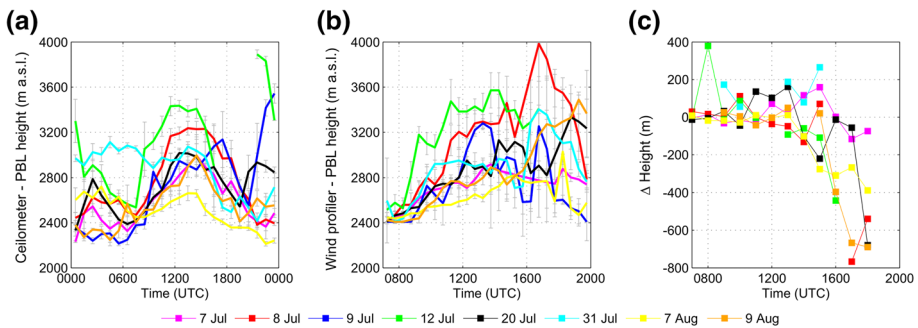 (a)
Ceilometer - PBL height (m a.s.l.)
4000
3600
3200
2800
2400
2000
0000 0600 1200 1800 0000
Time (UTC)
(b)
Wind profiler - PBL height (m a.s.l.)
4000
3600
3200
2800
2400
2000
0800 1200 1600 2000
Time (UTC)
(c)
Δ Height (m)
400
200
0
-200
-400
-600
-800
0800 1200 1600 2000
Time (UTC)
7 Jul 8 Jul 9 Jul 12 Jul 20 Jul 31 Jul 7 Aug 9 Aug